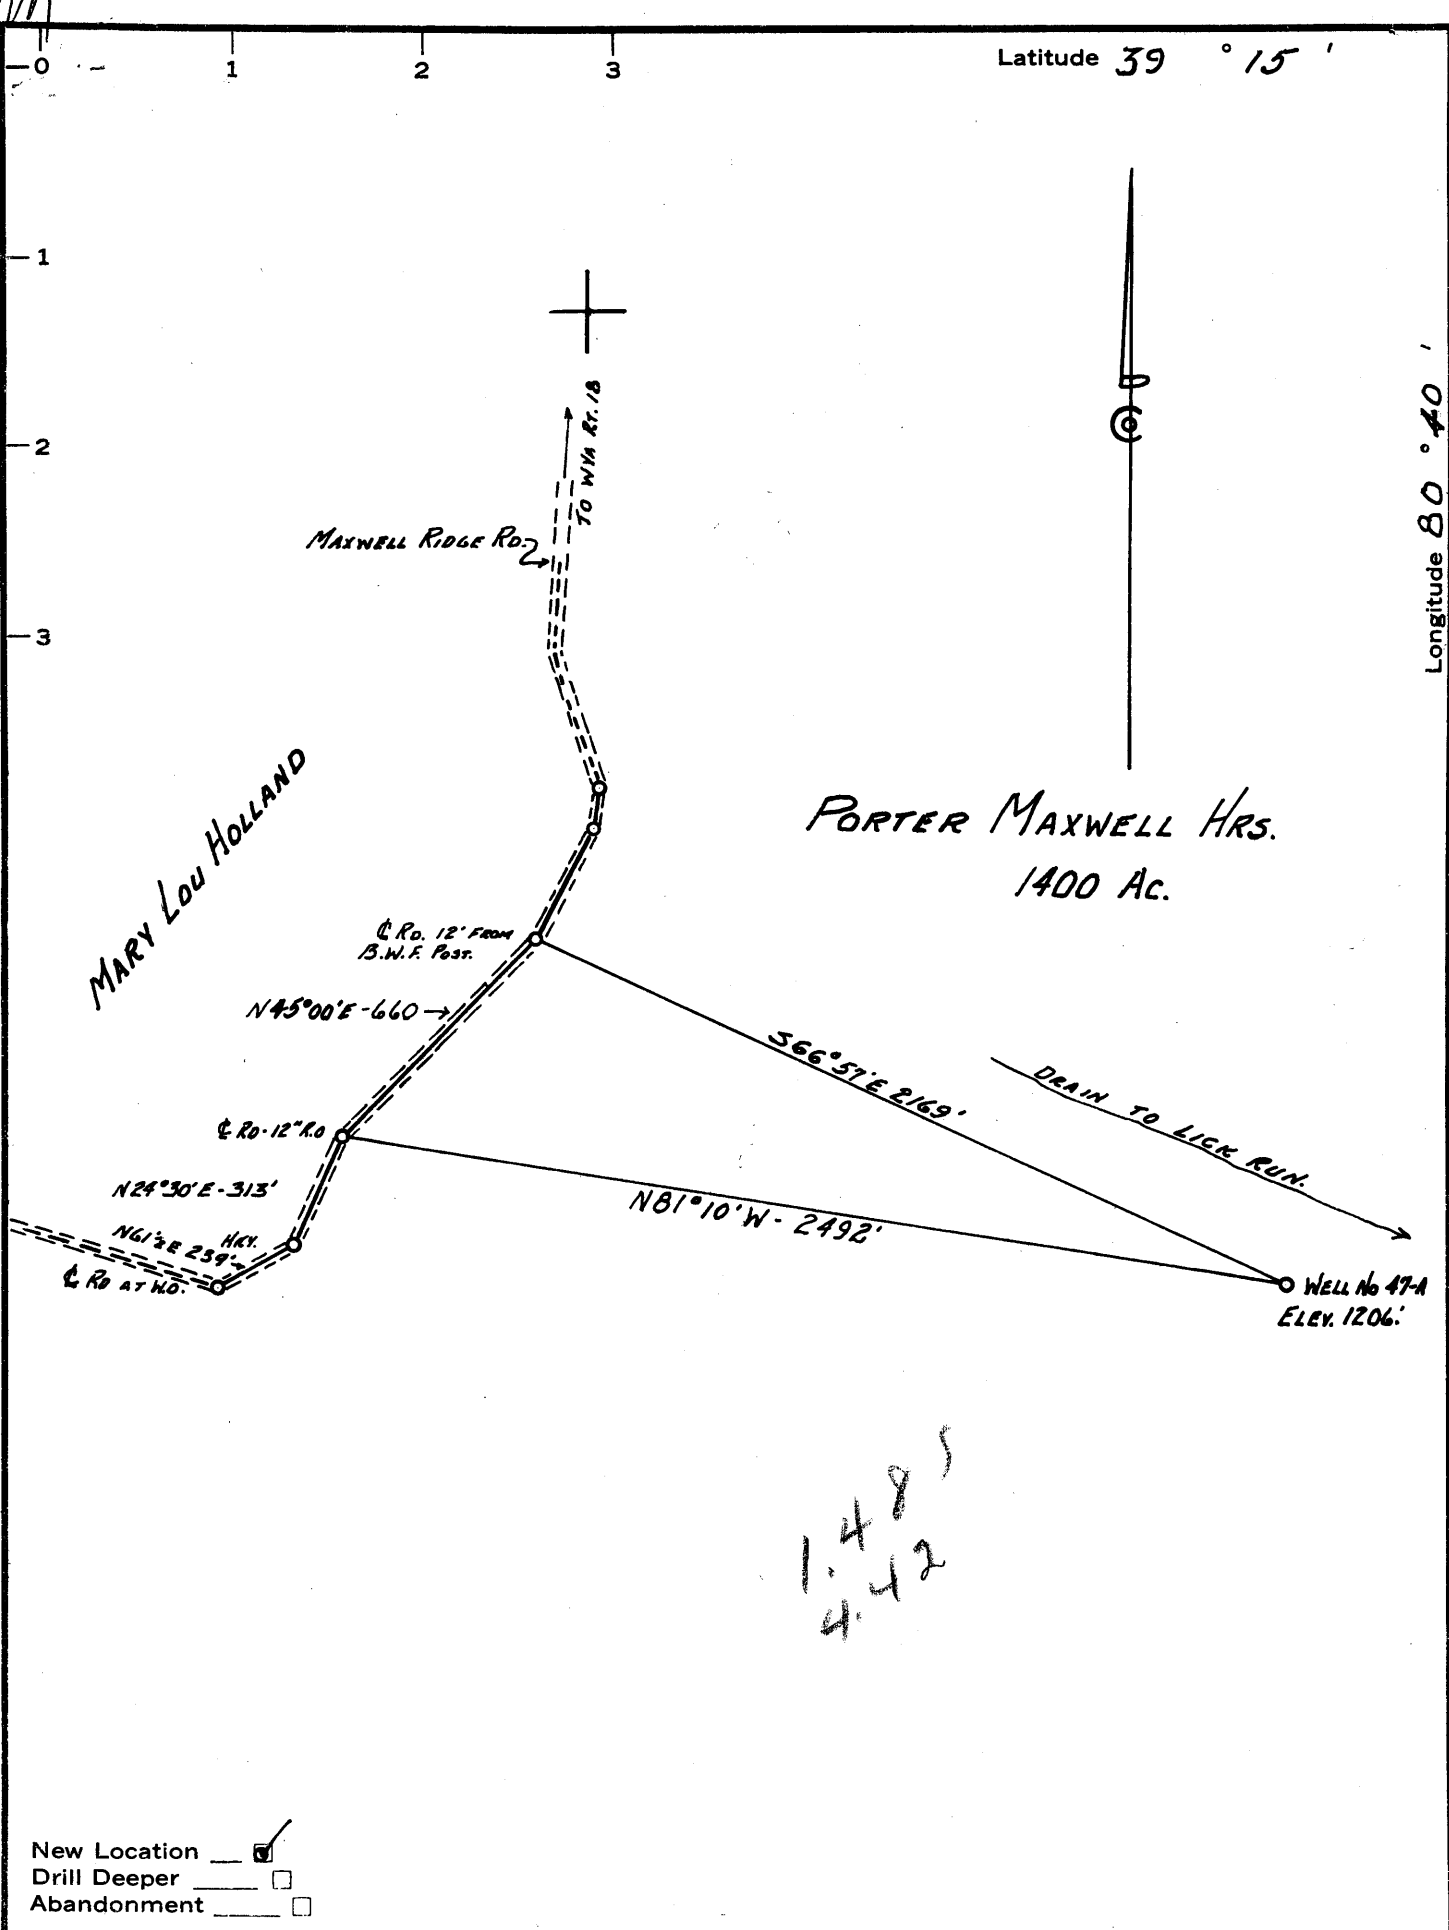 Latitude 39 ° 15 '
0 1 2 3
1
2
3
Longitude 80 ° 40 '
TO WVA RT. 18
MAXWELL RIDGE RD.
MARY LOU HOLLAND
PORTER MAXWELL HRS.
1400 AC.
℄ RD. 12' FROM
B.W.F. POST.
N45°00'E -660
S66°57'E 2169'
DRAIN TO LICK RUN.
℄ RD - 12" R.O
N24°30'E - 313'
N81°10'W - 2492'
N61½E 239'
℄ RD AT W.O.
WELL No 47-A
ELEV. 1206.'
1.485
4.42
New Location
Drill Deeper
Abandonment